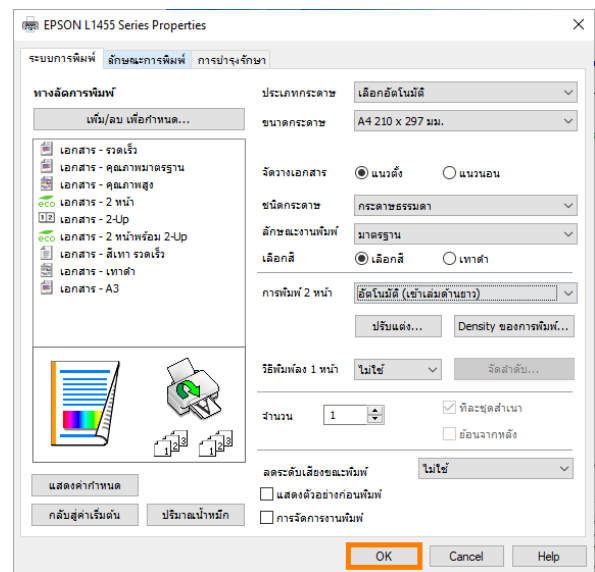 EPSON L1455 Series Properties
ระบบการพิมพ์ ลักษณะการพิมพ์ การบำรุงรักษา
ทางลัดการพิมพ์
เพิ่ม/ลบ เพื่อกำหนด...
เอกสาร - รวดเร็ว
เอกสาร - คุณภาพมาตรฐาน
เอกสาร - คุณภาพสูง
eco เอกสาร - 2 หน้า
1 2 เอกสาร - 2-Up
eco เอกสาร - 2 หน้าพร้อม 2-Up
เอกสาร - สีเทา รวดเร็ว
เอกสาร - เทาดำ
เอกสาร - A3
1 2 3 1 2 3
แสดงค่ากำหนด
กลับสู่ค่าเริ่มต้น ปริมาณน้ำหมึก
ประเภทกระดาษ เลือกอัตโนมัติ
ขนาดกระดาษ A4 210 x 297 มม.
จัดวางเอกสาร แนวตั้ง แนวนอน
ชนิดกระดาษ กระดาษธรรมดา
ลักษณะงานพิมพ์ มาตรฐาน
เลือกสี เลือกสี เทาดำ
การพิมพ์ 2 หน้า อัตโนมัติ (เข้าเล่มด้านยาว)
ปรับแต่ง... Density ของการพิมพ์...
วิธีพิมพ์ลง 1 หน้า ไม่ใช้ จัดลำดับ...
จำนวน 1 ทีละชุดสำเนา
ย้อนจากหลัง
ลดระดับเสียงขณะพิมพ์ ไม่ใช้
แสดงตัวอย่างก่อนพิมพ์
การจัดการงานพิมพ์
OK Cancel Help